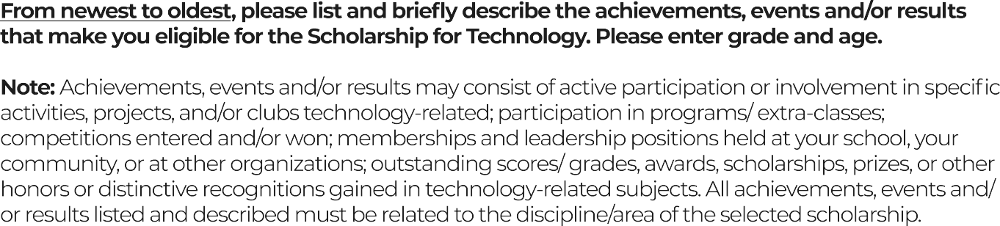 From newest to oldest, please list and briefly describe the achievements, events and/or results
that make you eligible for the Scholarship for Technology. Please enter grade and age.
Note: Achievements, events and/or results may consist of active participation or involvement in specific
activities, projects, and/or clubs technology-related; participation in programs/ extra-classes;
competitions entered and/or won; memberships and leadership positions held at your school, your
community, or at other organizations; outstanding scores/ grades, awards, scholarships, prizes, or other
honors or distinctive recognitions gained in technology-related subjects. All achievements, events and/
or results listed and described must be related to the discipline/area of the selected scholarship.